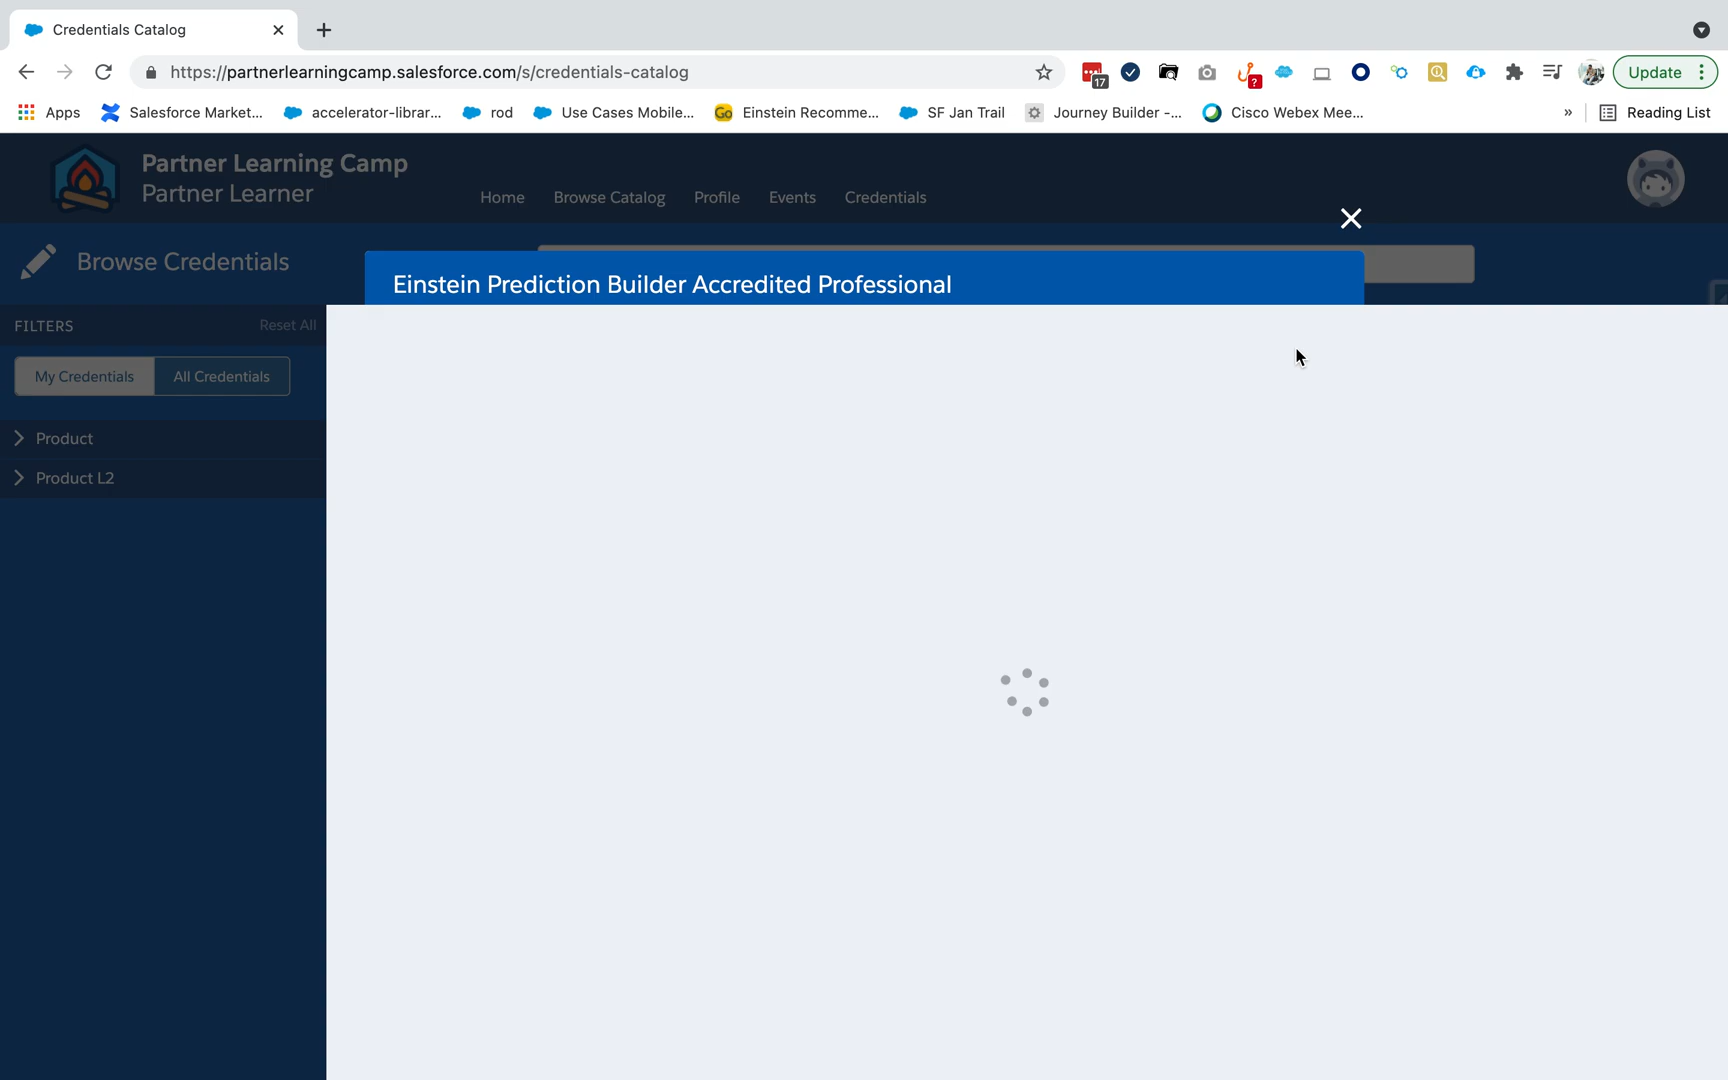 Credentials Catalog
https://partnerlearningcamp.salesforce.com/s/credentials-catalog
17
?
Update
Apps
Salesforce Market...
accelerator-librar...
rod
Use Cases Mobile...
Go
Einstein Recomme...
SF Jan Trail
Journey Builder -...
Cisco Webex Mee...
»
Reading List
Partner Learning Camp
Partner Learner
Home
Browse Catalog
Profile
Events
Credentials
Browse Credentials
Einstein Prediction Builder Accredited Professional
FILTERS
Reset All
My Credentials
All Credentials
Product
Product L2